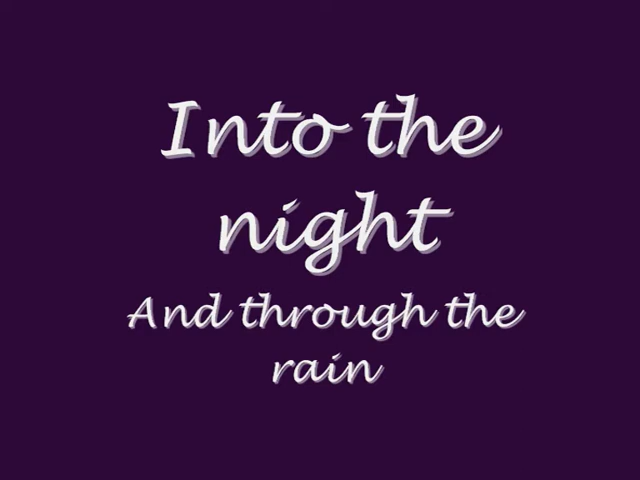 Into the
night
And through the
rain